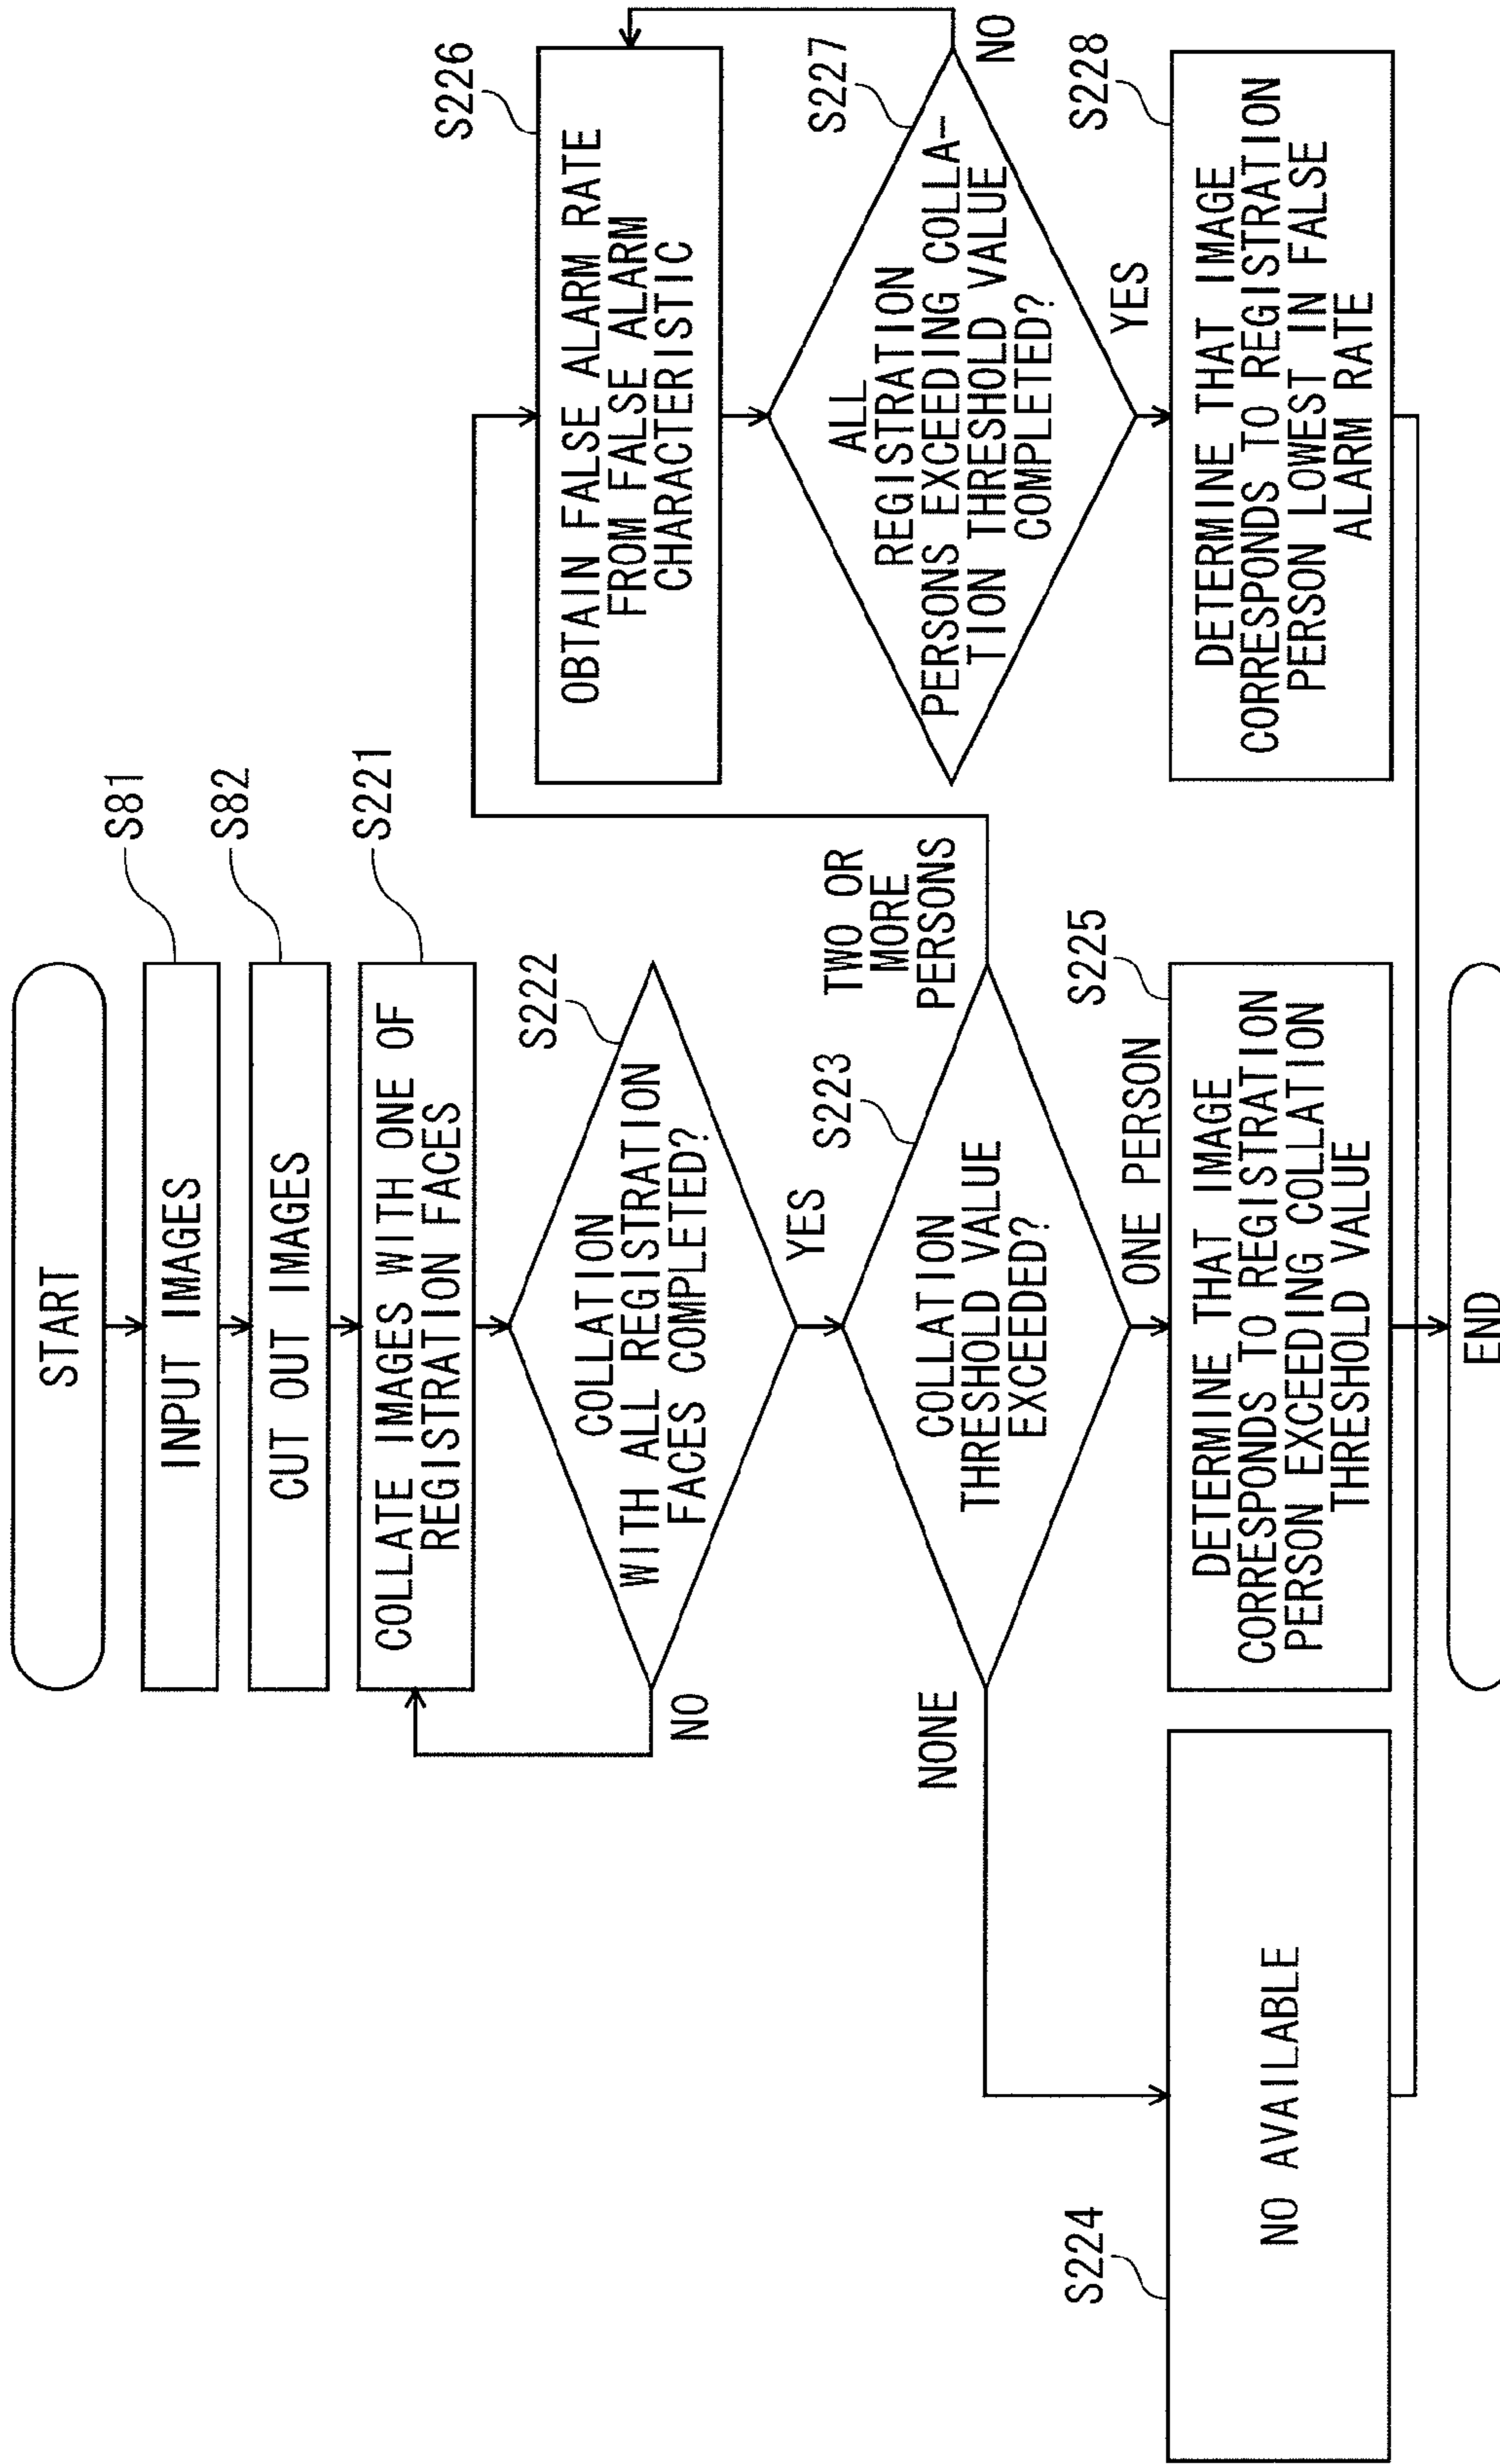 START
S81
INPUT IMAGES
S82
CUT OUT IMAGES
S221
COLLATE IMAGES WITH ONE OF
REGISTRATION FACES
S222
COLLATION
WITH ALL REGISTRATION
FACES COMPLETED?
NO
YES
S223
COLLATION
THRESHOLD VALUE
EXCEEDED?
NONE
ONE PERSON
TWO OR
MORE
PERSONS
S224
NO AVAILABLE
S225
DETERMINE THAT IMAGE
CORRESPONDS TO REGISTRATION
PERSON EXCEEDING COLLATION
THRESHOLD VALUE
S226
OBTAIN FALSE ALARM RATE
FROM FALSE ALARM
CHARACTERISTIC
S227
ALL
REGISTRATION
PERSONS EXCEEDING COLLA-
TION THRESHOLD VALUE
COMPLETED?
NO
YES
S228
DETERMINE THAT IMAGE
CORRESPONDS TO REGISTRATION
PERSON LOWEST IN FALSE
ALARM RATE
END